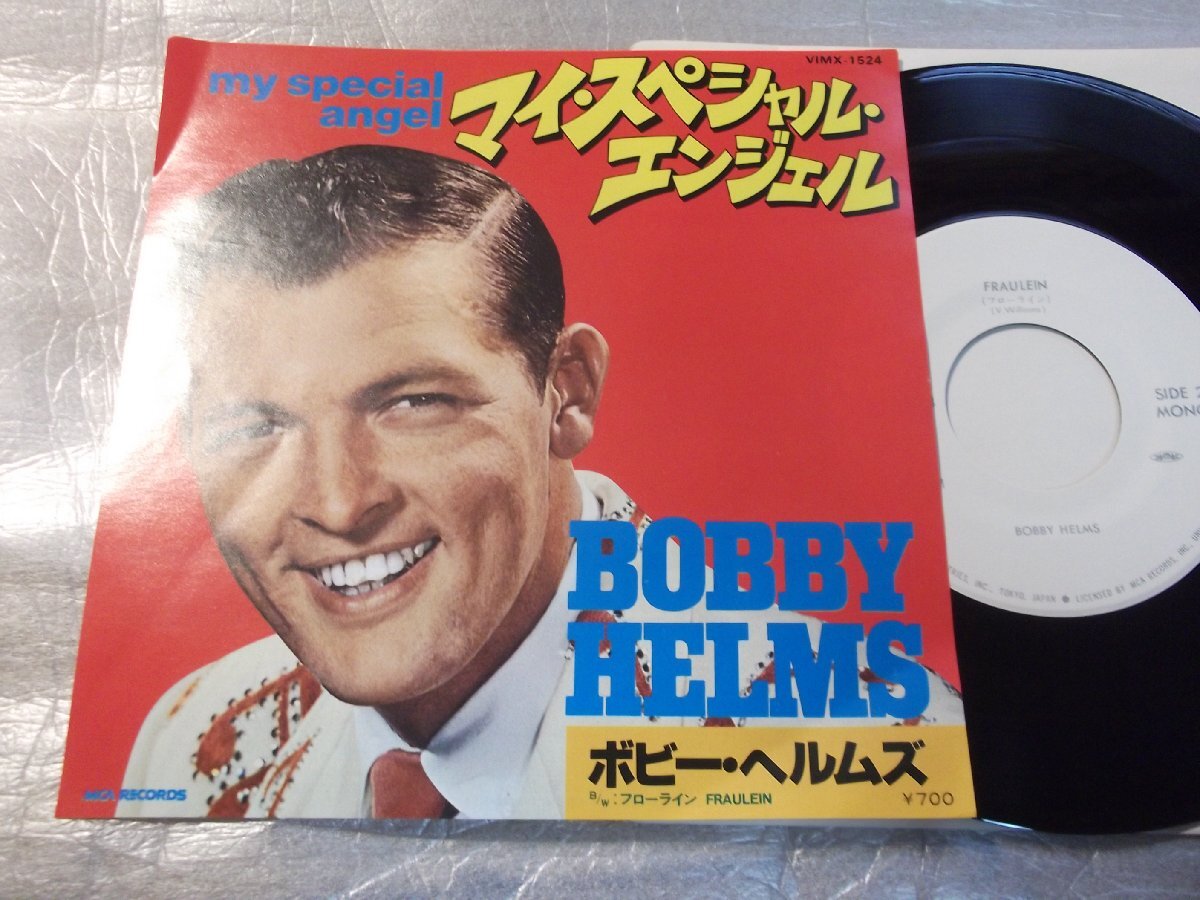 VIMX-1524
my special
angel
マイ・スペシャル・
エンジェル
BOBBY
HELMS
ボビー・ヘルムズ
B/W:フローライン FRAULEIN
¥700
MCA RECORDS
FRAULEIN
(フローライン)
(V. Williams)
SIDE 2
MONO
BOBBY HELMS
INC., TOKYO, JAPAN ● LICENSED BY MCA RECORDS, INC.